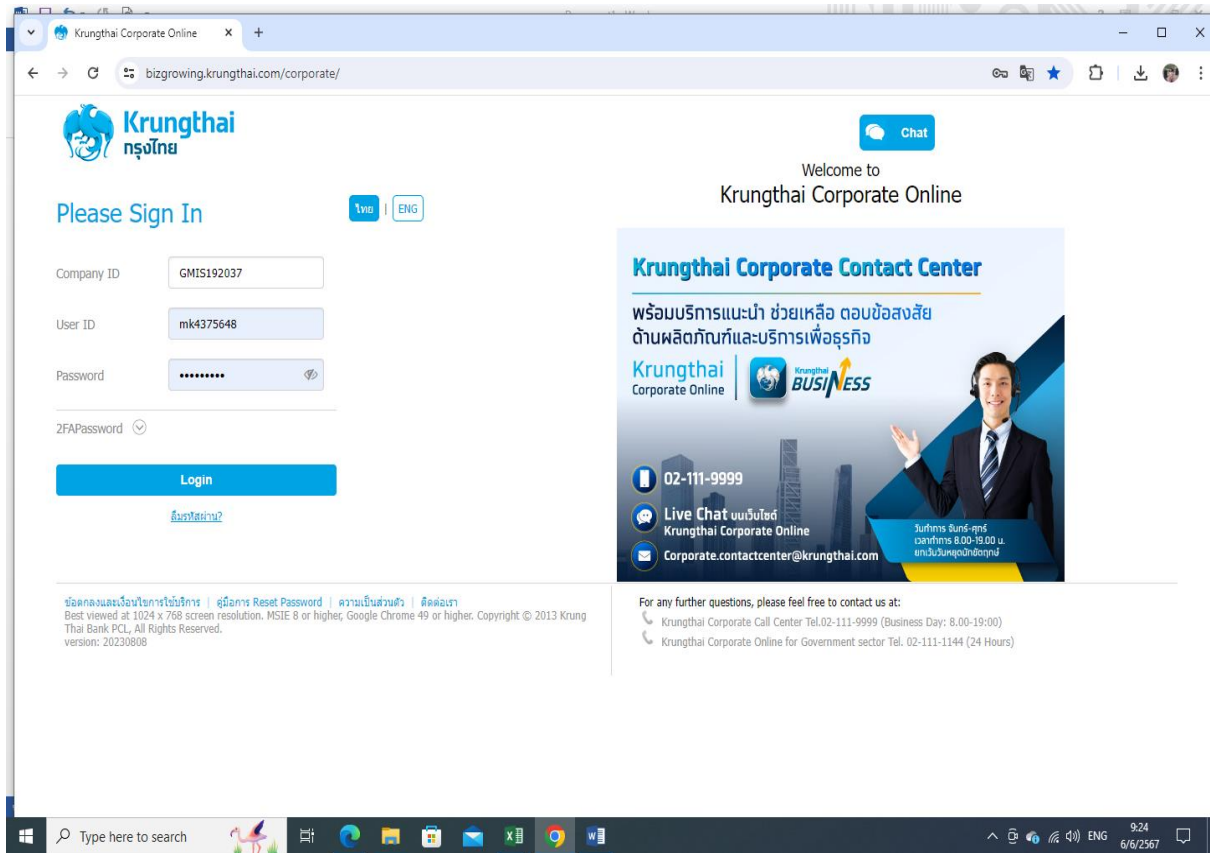 Krungthai Corporate Online
bizgrowing.krungthai.com/corporate/
Krungthai
กรุงไทย
Chat
Welcome to
Krungthai Corporate Online
Please Sign In
ไทย | ENG
Company ID GMIS192037
User ID mk4375648
Password •••••••••
2FAPassword
Login
ลืมรหัสผ่าน?
Krungthai Corporate Contact Center
พร้อมบริการแนะนำ ช่วยเหลือ ตอบข้อสงสัย
ด้านผลิตภัณฑ์และบริการเพื่อธุรกิจ
Krungthai
Corporate Online
Krungthai
BUSINESS
02-111-9999
Live Chat บนเว็บไซต์
Krungthai Corporate Online
Corporate.contactcenter@krungthai.com
วันทำการ จันทร์-ศุกร์
เวลาทำการ 8.00-19.00 น.
ยกเว้นวันหยุดนักขัตฤกษ์
ข้อตกลงและเงื่อนไขการใช้บริการ | คู่มือการ Reset Password | ความเป็นส่วนตัว | ติดต่อเรา
Best viewed at 1024 x 768 screen resolution. MSIE 8 or higher, Google Chrome 49 or higher. Copyright © 2013 Krung
Thai Bank PCL, All Rights Reserved.
version: 20230808
For any further questions, please feel free to contact us at:
Krungthai Corporate Call Center Tel.02-111-9999 (Business Day: 8.00-19:00)
Krungthai Corporate Online for Government sector Tel. 02-111-1144 (24 Hours)
Type here to search
ENG
9:24
6/6/2567